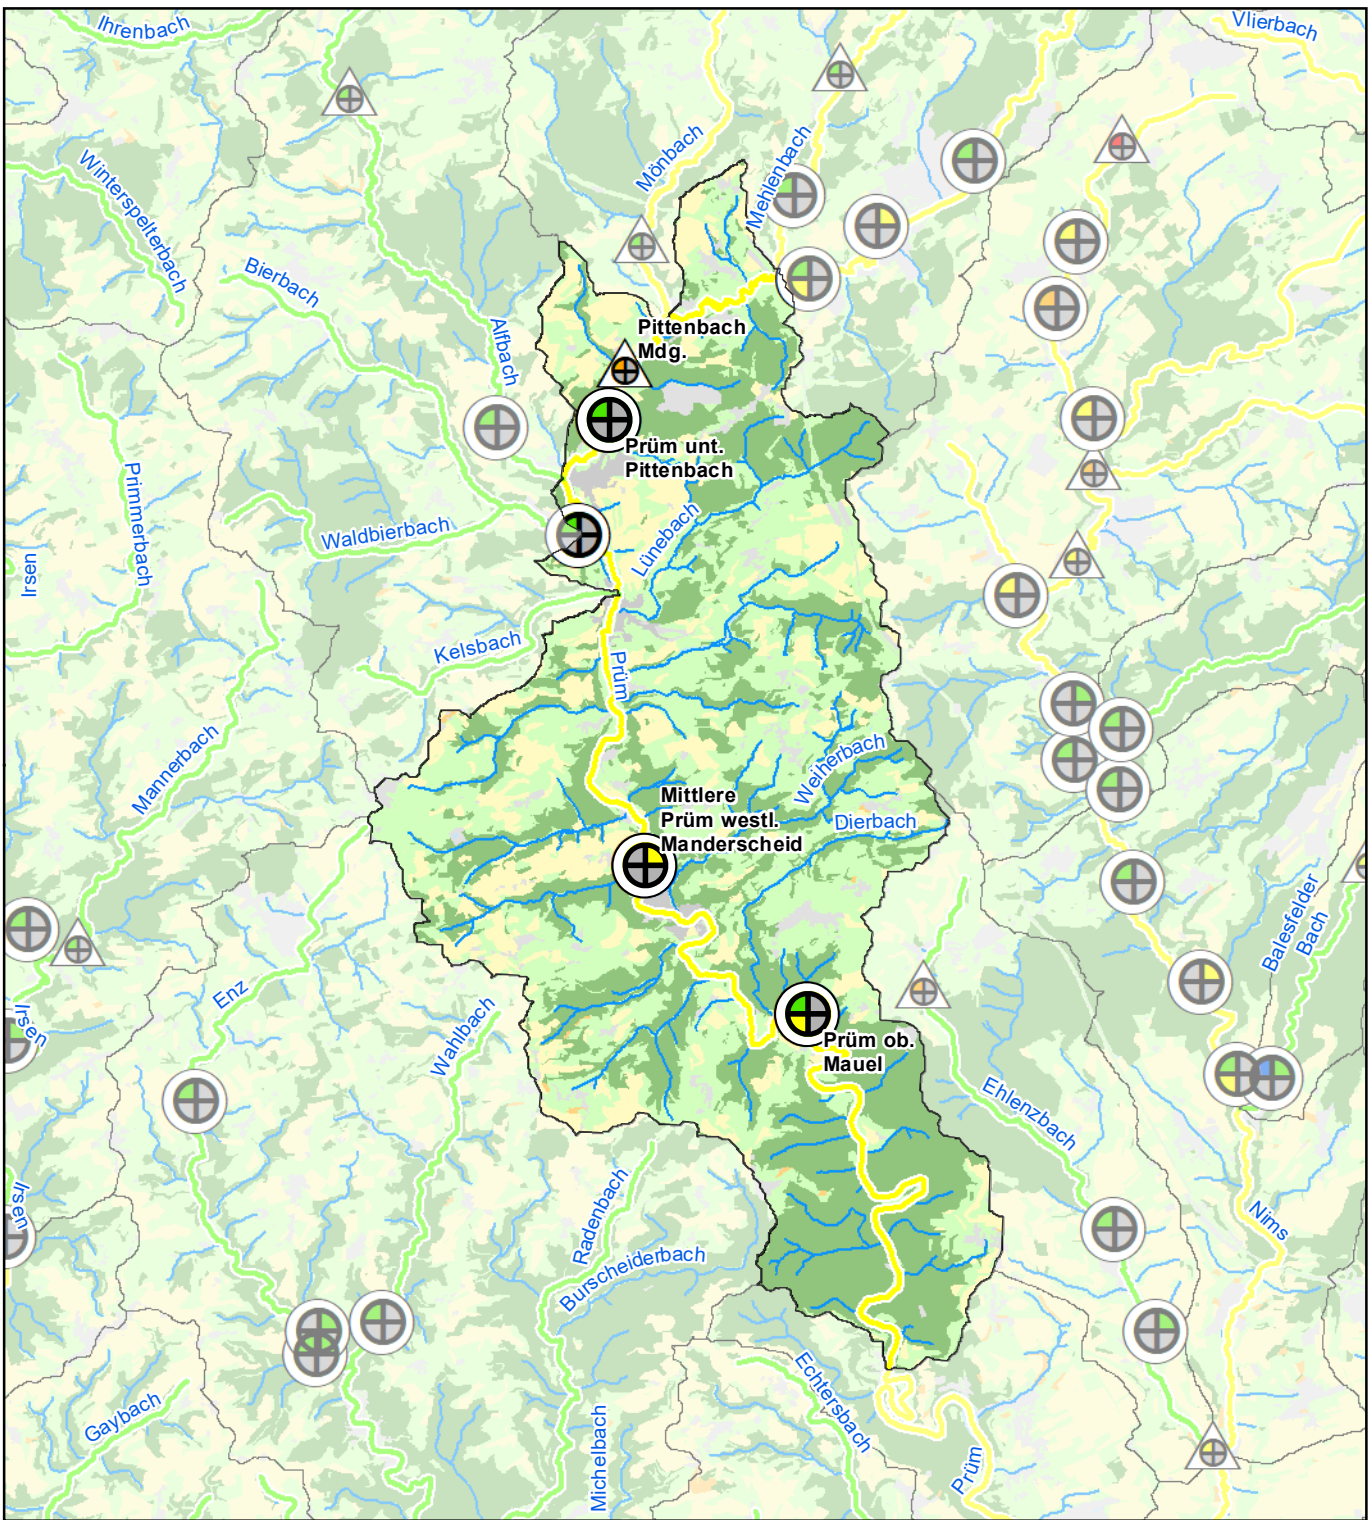 Ihrenbach
Vlierbach
Mönbach
Mehlenbach
Winterspelterbach
Bierbach
Alfbach
Pittenbach
Mdg.
Prüm unt.
Pittenbach
Primmerbach
Waldbierbach
Lünebach
Irsen
Kelsbach
Prüm
Mannerbach
Weiherbach
Mittlere
Prüm westl.
Manderscheid
Dierbach
Balesfelder
Bach
Enz
Irsen
Wahlbach
Prüm ob.
Mauel
Ehlenzbach
Irsen
Radenbach
Nims
Burscheiderbach
Echtersbach
Gaybach
Michelbach
Prüm